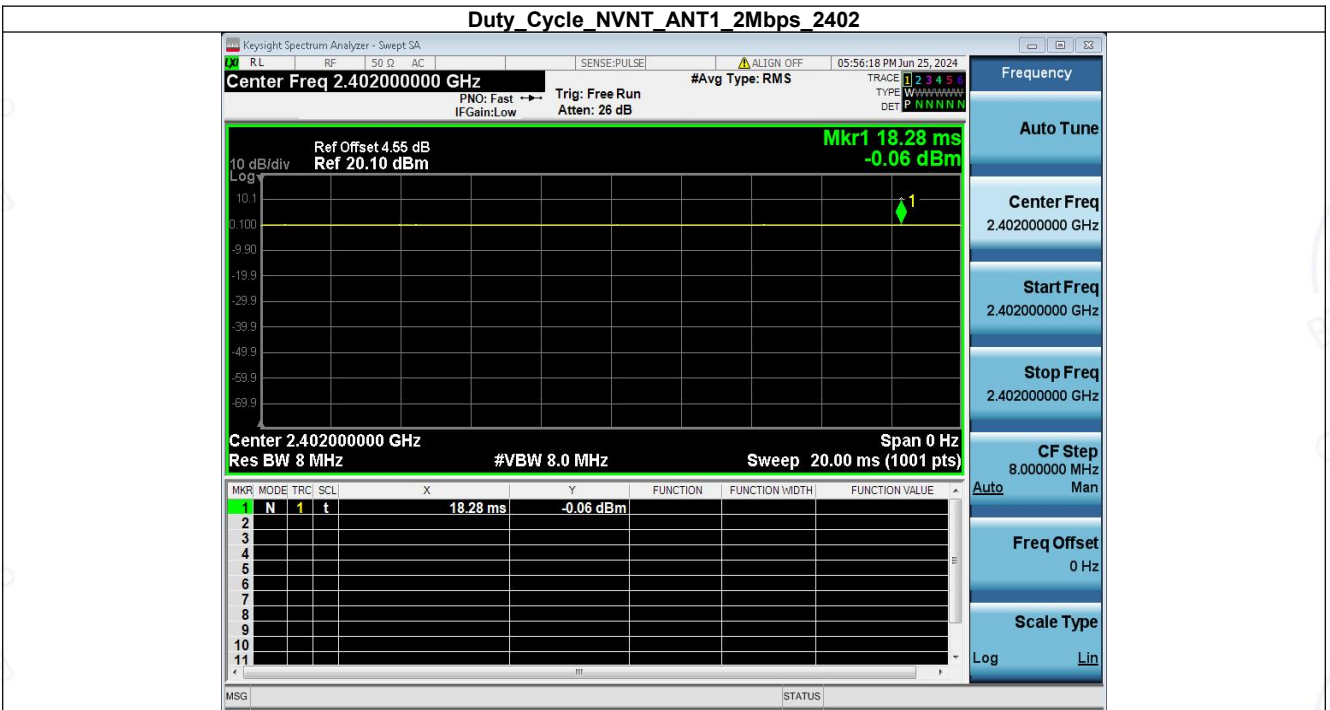 Duty_Cycle_NVNT_ANT1_2Mbps_2402
Keysight Spectrum Analyzer - Swept SA
LXI RL RF 50 Ω AC SENSE:PULSE ALIGN OFF 05:56:18 PM Jun 25, 2024
Center Freq 2.402000000 GHz #Avg Type: RMS TRACE 1 2 3 4 5 6
PNO: Fast Trig: Free Run TYPE WWWWWW
IFGain:Low Atten: 26 dB DET P N N N N N
Mkr1 18.28 ms
-0.06 dBm
Ref Offset 4.55 dB
10 dB/div Ref 20.10 dBm
Log
10.1
1
0.100
-9.90
-19.9
-29.9
-39.9
-49.9
-59.9
-69.9
Center 2.402000000 GHz Span 0 Hz
Res BW 8 MHz #VBW 8.0 MHz Sweep 20.00 ms (1001 pts)
MKR MODE TRC SCL X Y FUNCTION FUNCTION WIDTH FUNCTION VALUE
1 N 1 t 18.28 ms -0.06 dBm
2
3
4
5
6
7
8
9
10
11
MSG STATUS
Frequency
Auto Tune
Center Freq
2.402000000 GHz
Start Freq
2.402000000 GHz
Stop Freq
2.402000000 GHz
CF Step
8.000000 MHz
Auto Man
Freq Offset
0 Hz
Scale Type
Log Lin